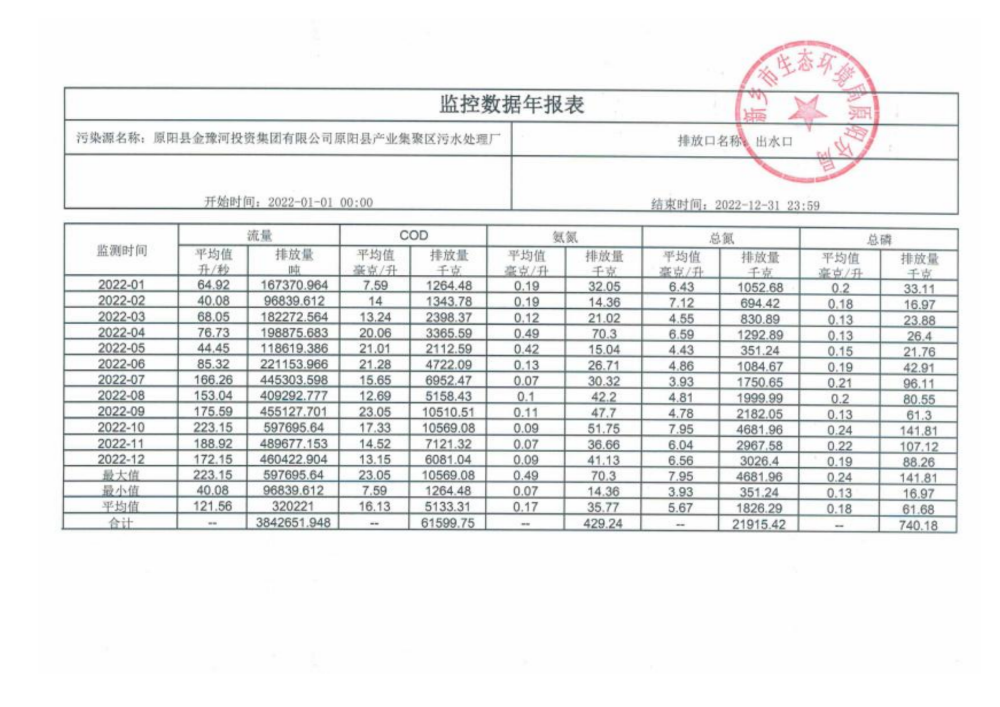 新乡市生态环境局原阳分局
监控数据年报表
污染源名称：原阳县金豫河投资集团有限公司原阳县产业集聚区污水处理厂 排放口名称：出水口
开始时间：2022-01-01 00:00 结束时间：2022-12-31 23:59
监测时间 流量 COD 氨氮 总氮 总磷
平均值 排放量 平均值 排放量 平均值 排放量 平均值 排放量 平均值 排放量
升/秒 吨 毫克/升 千克 毫克/升 千克 毫克/升 千克 毫克/升 千克
2022-01 64.92 167370.964 7.59 1264.48 0.19 32.05 6.43 1052.68 0.2 33.11
2022-02 40.08 96839.612 14 1343.78 0.19 14.36 7.12 694.42 0.18 16.97
2022-03 68.05 182272.564 13.24 2398.37 0.12 21.02 4.55 830.89 0.13 23.88
2022-04 76.73 198875.683 20.06 3365.59 0.49 70.3 6.59 1292.89 0.13 26.4
2022-05 44.45 118619.386 21.01 2112.59 0.42 15.04 4.43 351.24 0.15 21.76
2022-06 85.32 221153.966 21.28 4722.09 0.13 26.71 4.86 1084.67 0.19 42.91
2022-07 166.26 445303.598 15.65 6952.47 0.07 30.32 3.93 1750.65 0.21 96.11
2022-08 153.04 409292.777 12.69 5158.43 0.1 42.2 4.81 1999.99 0.2 80.55
2022-09 175.59 455127.701 23.05 10510.51 0.11 47.7 4.78 2182.05 0.13 61.3
2022-10 223.15 597695.64 17.33 10569.08 0.09 51.75 7.95 4681.96 0.24 141.81
2022-11 188.92 489677.153 14.52 7121.32 0.07 36.66 6.04 2967.58 0.22 107.12
2022-12 172.15 460422.904 13.15 6081.04 0.09 41.13 6.56 3026.4 0.19 88.26
最大值 223.15 597695.64 23.05 10569.08 0.49 70.3 7.95 4681.96 0.24 141.81
最小值 40.08 96839.612 7.59 1264.48 0.07 14.36 3.93 351.24 0.13 16.97
平均值 121.56 320221 16.13 5133.31 0.17 35.77 5.67 1826.29 0.18 61.68
合计 -- 3842651.948 -- 61599.75 -- 429.24 -- 21915.42 -- 740.18